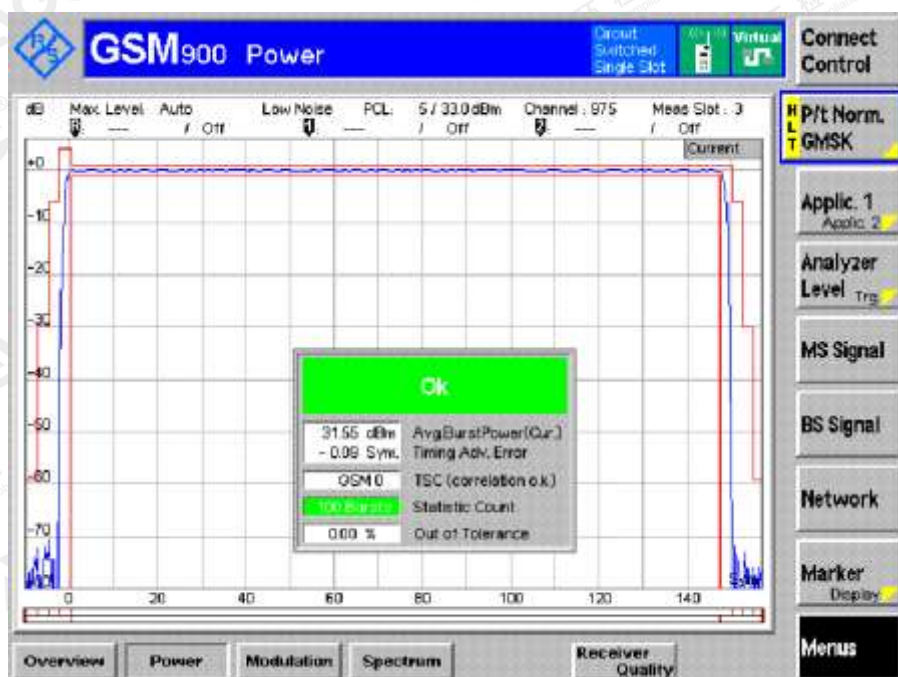 R/S
GSM900 Power
Circuit Switched Single Slot
Virtual
Connect Control
dB Max. Level: Auto Low Noise PCL: 5 / 33.0 dBm Channel: 975 Meas Slot: 3
--- / Off --- / Off --- / Off
Current
+0
-10
-20
-30
-40
-50
-60
-70
0 20 40 60 80 100 120 140
Ok
31.55 dBm Avg.BurstPower(Cur.)
- 0.09 Sym. Timing Adv. Error
GSM 0 TSC (correlation o.k.)
100 Bursts Statistic Count
0.00 % Out of Tolerance
HLT
P/t Norm. GMSK
Applic. 1
Applic. 2
Analyzer Level Trg
MS Signal
BS Signal
Network
Marker
Display
Menus
Overview Power Modulation Spectrum Receiver Quality